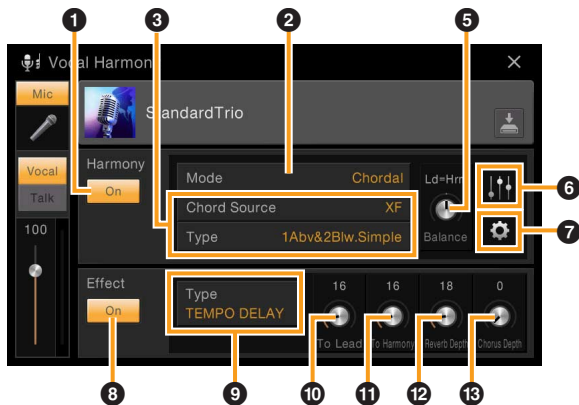 1 3 2 5
Vocal Harmon
Mic
StandardTrio
Vocal
Talk
Harmony
On
Mode Chordal
Chord Source XF
Type 1Abv&2Blw.Simple
Ld=Hrm
Balance
6
7
100
Effect
On
Type
TEMPO DELAY
16 16 18 0
To Lead To Harmony Reverb Depth Chorus Depth
8 9 10 11 12 13